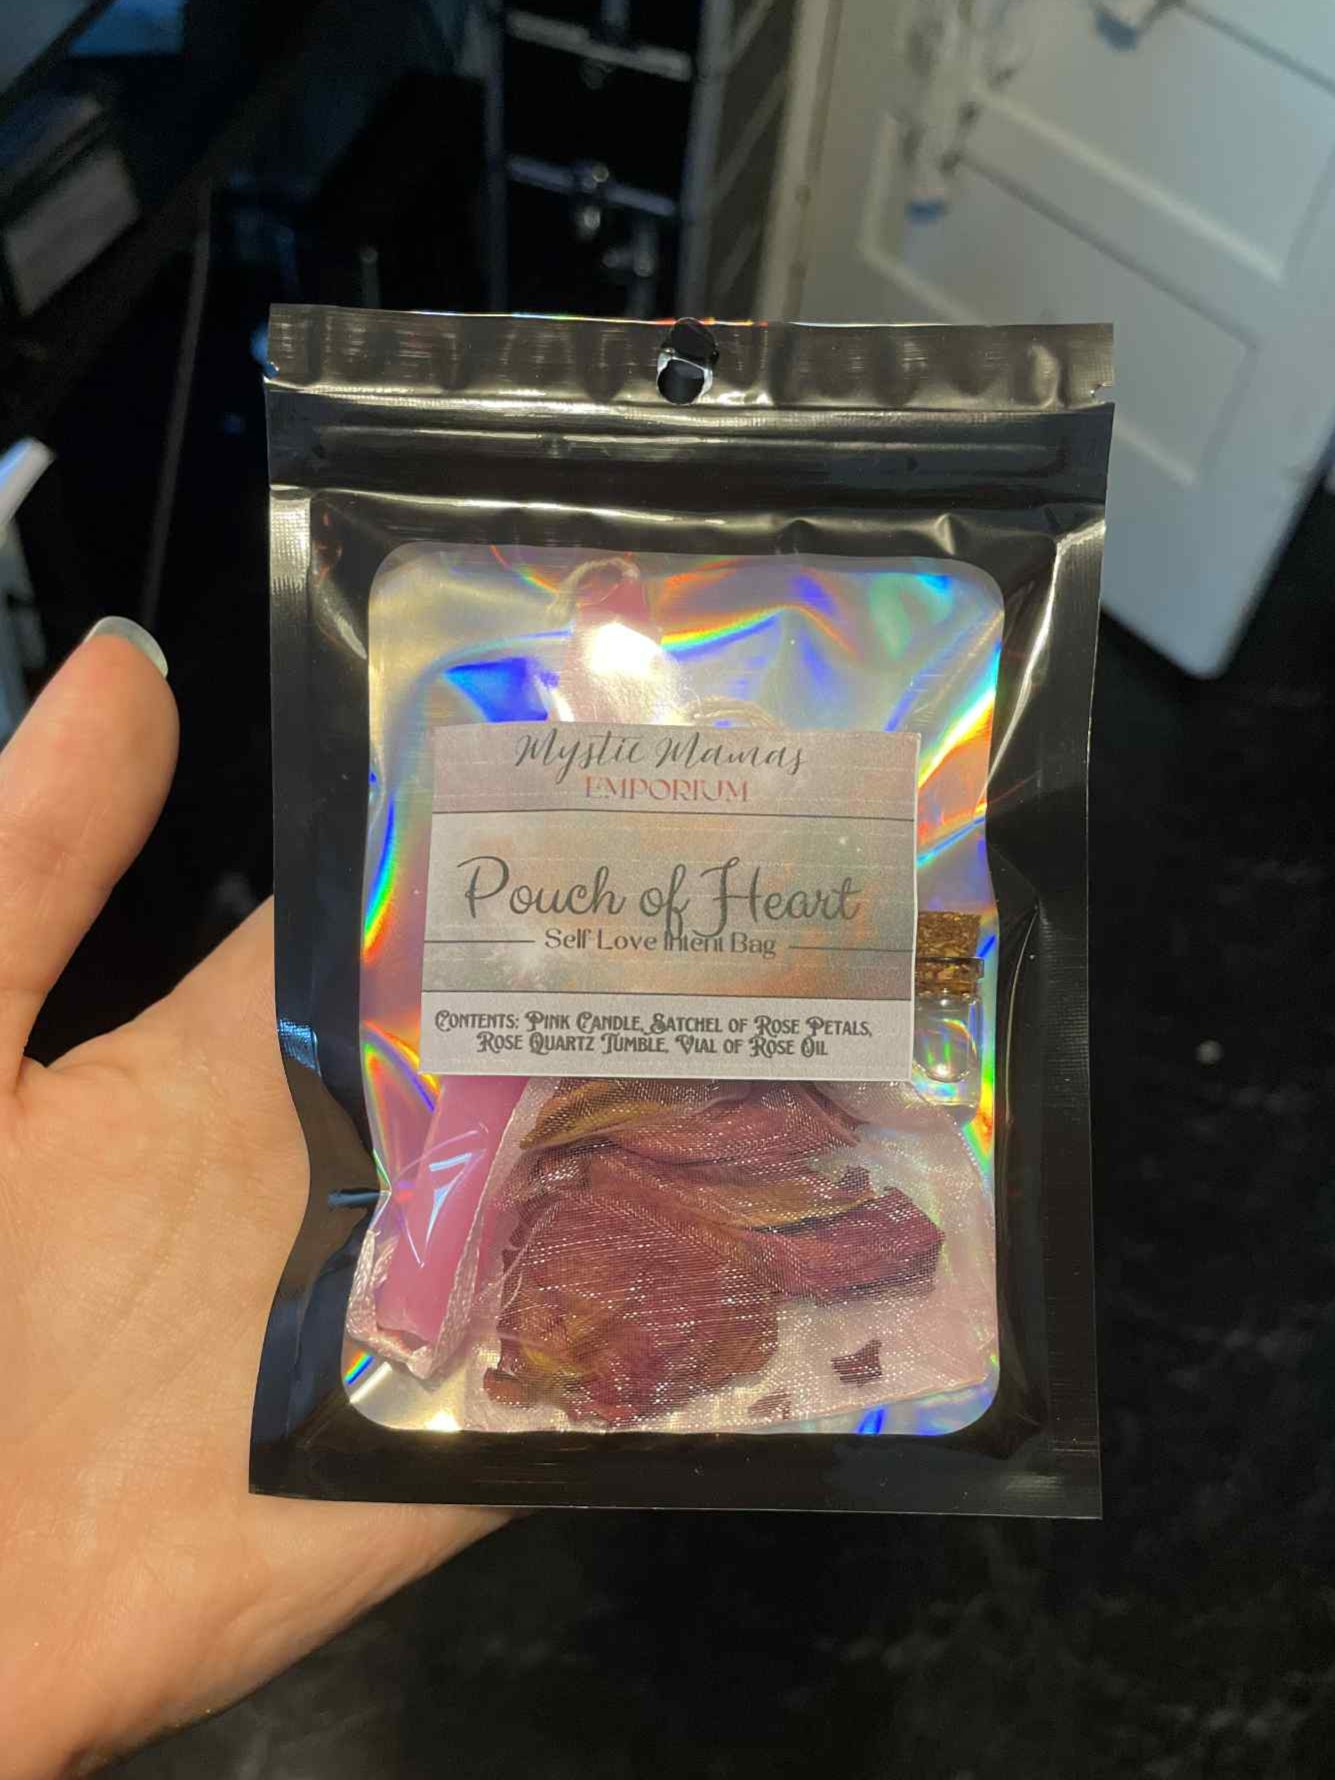 Mystic Mamas
EMPORIUM
Pouch of Heart
Self Love Intent Bag
CONTENTS: PINK CANDLE, SATCHEL OF ROSE PETALS,
ROSE QUARTZ TUMBLE, VIAL OF ROSE OIL